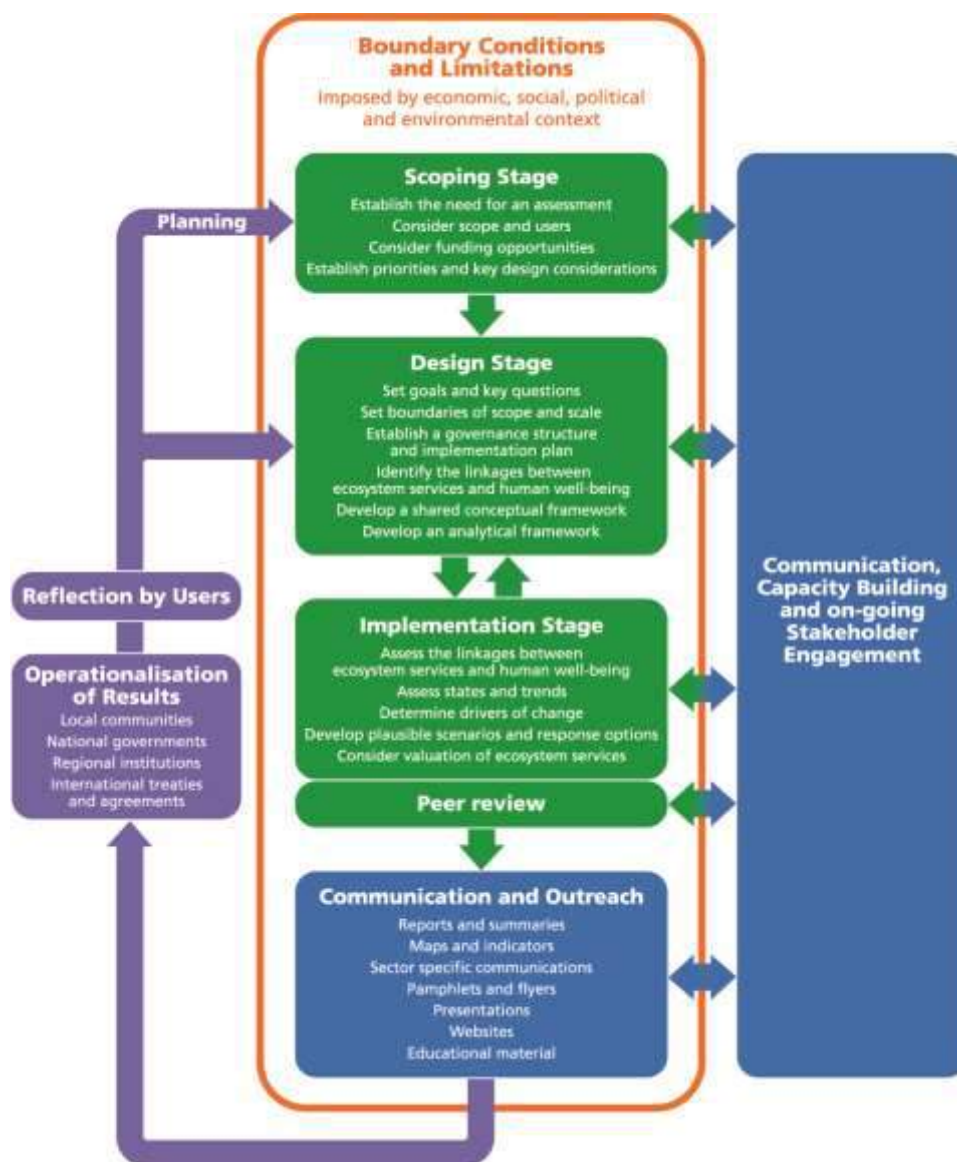 Boundary Conditions
and Limitations
Imposed by economic, social, political
and environmental context
Scoping Stage
Establish the need for an assessment
Consider scope and users
Consider funding opportunities
Establish priorities and key design considerations
Planning
Design Stage
Set goals and key questions
Set boundaries of scope and scale
Establish a governance structure
and implementation plan
Identify the linkages between
ecosystem services and human well-being
Develop a shared conceptual framework
Develop an analytical framework
Implementation Stage
Assess the linkages between
ecosystem services and human well-being
Assess states and trends
Determine drivers of change
Develop plausible scenarios and response options
Consider valuation of ecosystem services
Peer review
Communication and Outreach
Reports and summaries
Maps and indicators
Sector specific communications
Pamphlets and flyers
Presentations
Websites
Educational material
Reflection by Users
Operationalisation
of Results
Local communities
National governments
Regional institutions
International treaties
and agreements
Communication,
Capacity Building
and on-going
Stakeholder
Engagement